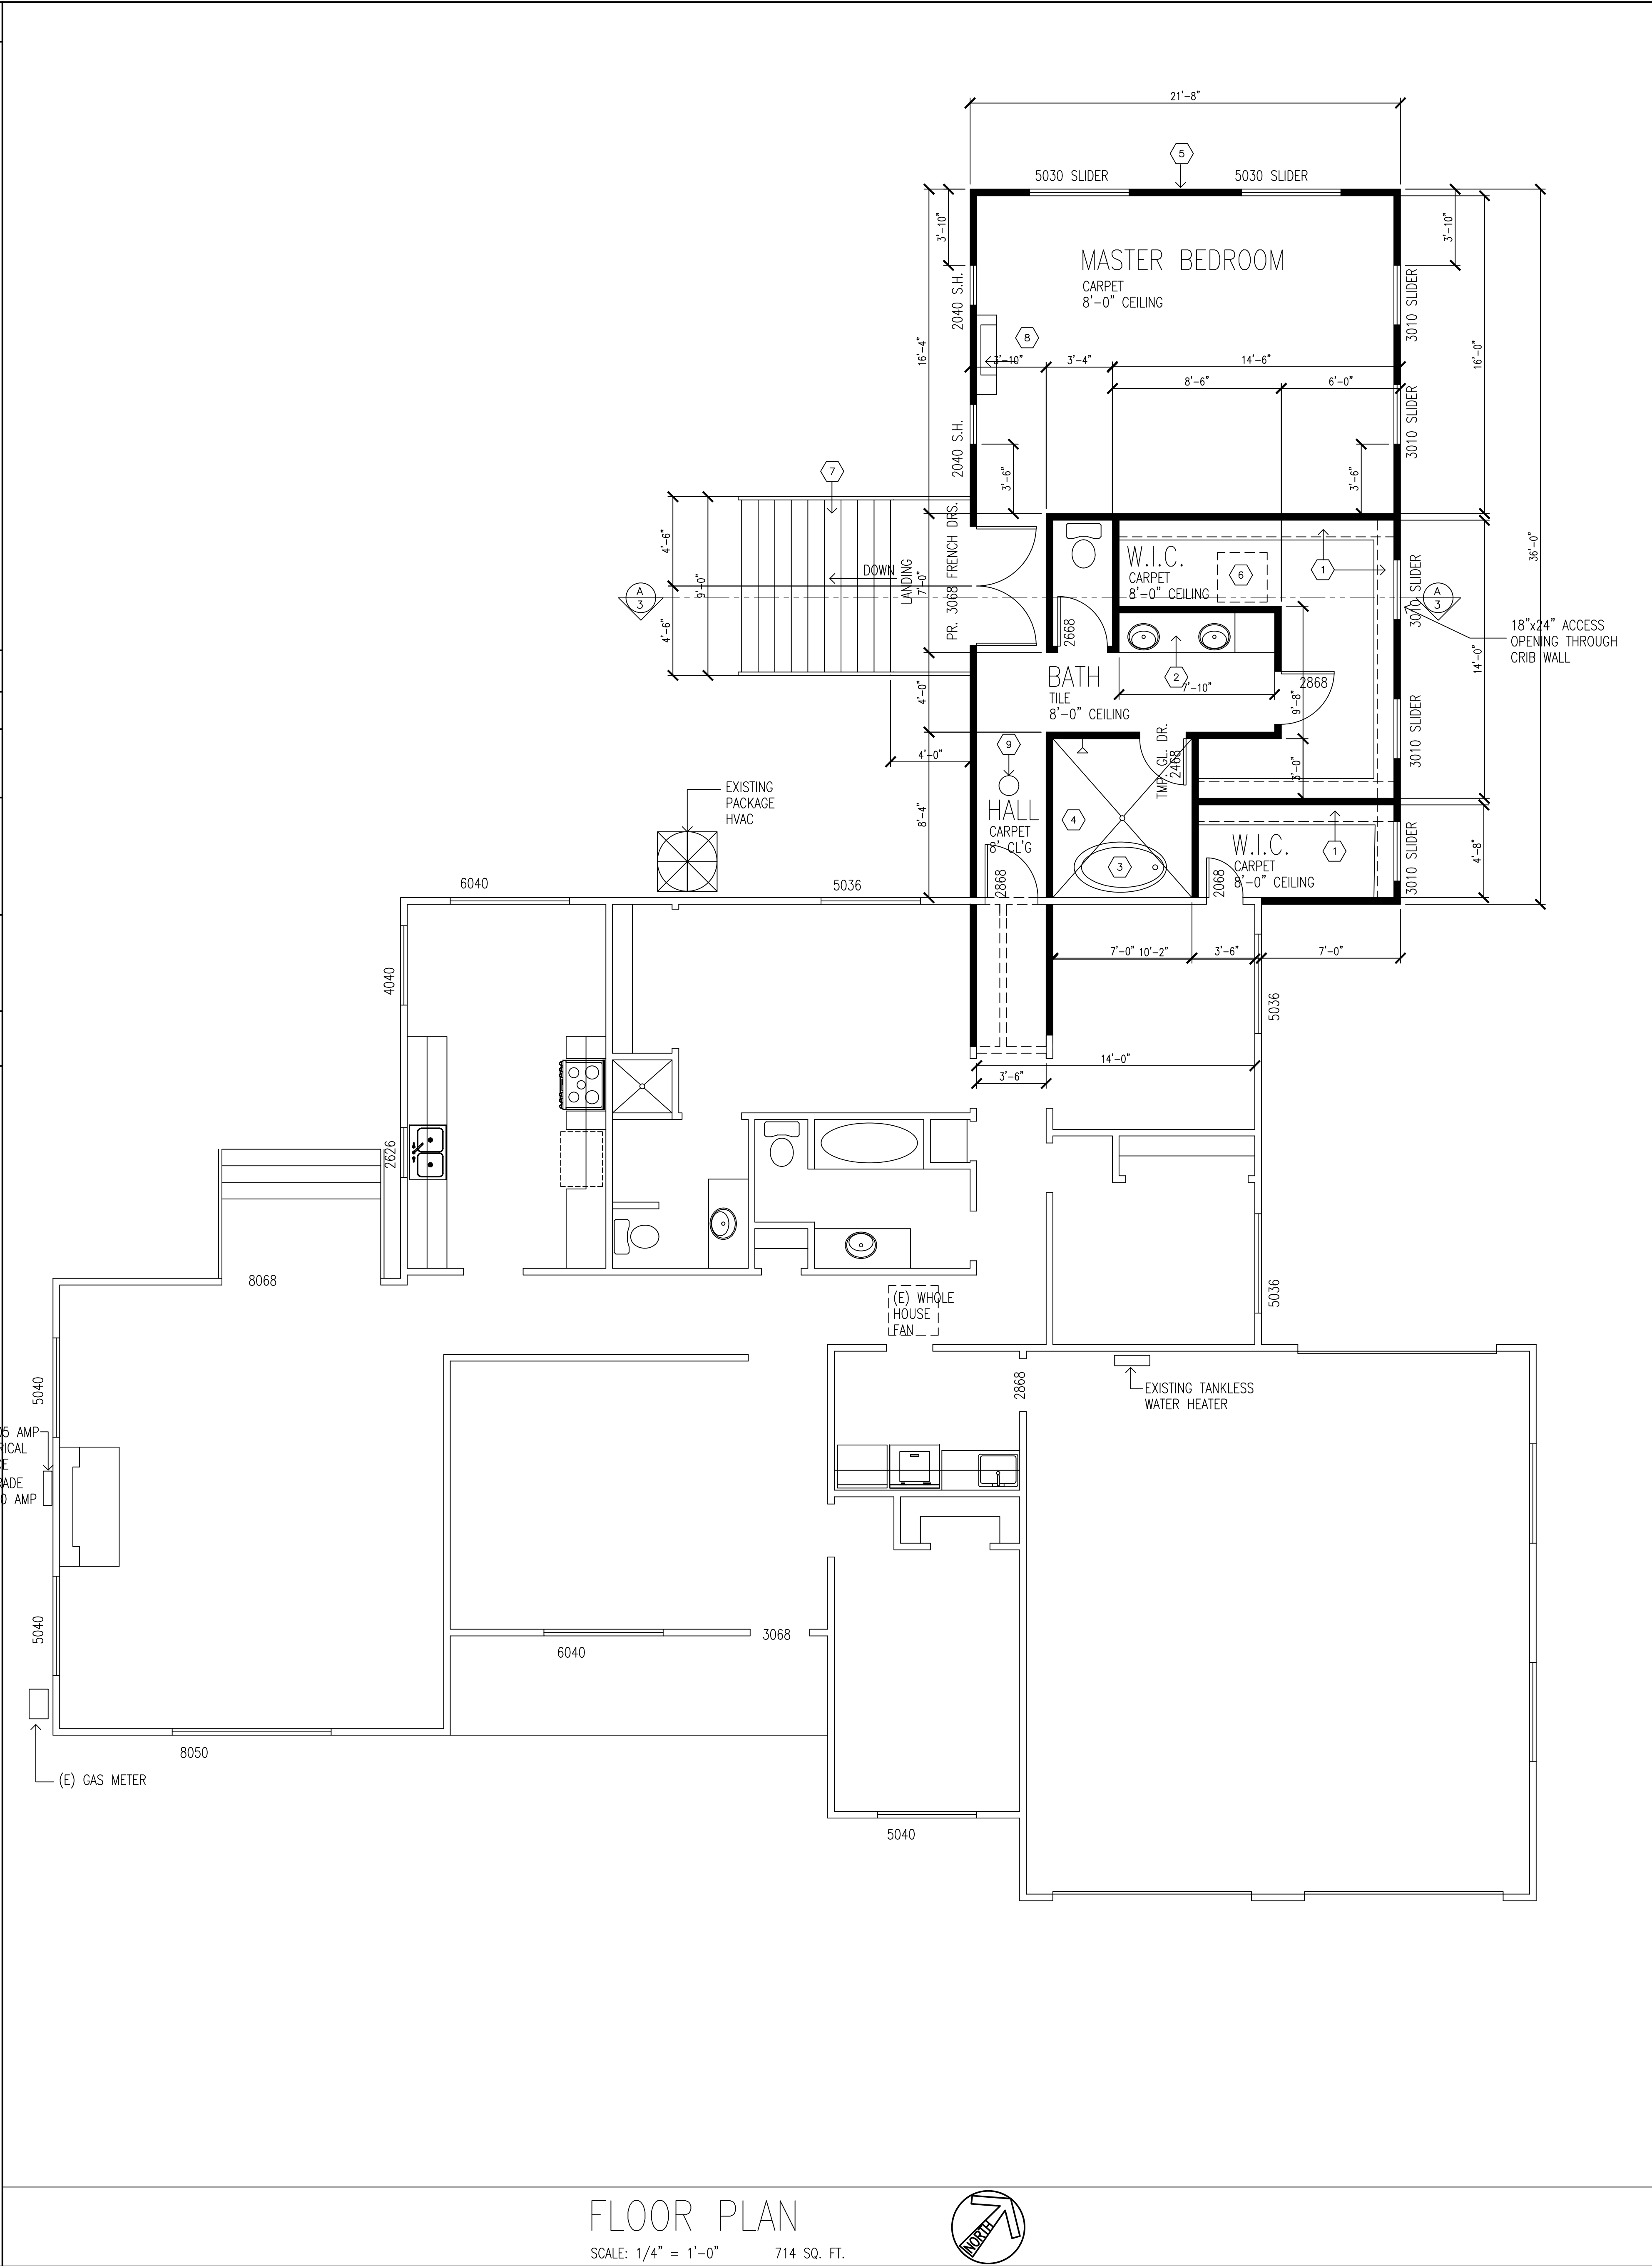 21'-8"
5
5030 SLIDER
5030 SLIDER
3'-10"
3'-10"
MASTER BEDROOM
CARPET
8'-0" CEILING
2040 S.H.
3010 SLIDER
8
16'-4"
16'-0"
3'-10"
3'-4"
14'-6"
8'-6"
6'-0"
2040 S.H.
3010 SLIDER
3'-6"
3'-6"
7
36'-0"
4'-6"
9'-0"
4'-6"
DOWN
LANDING
7'-0"
PR. 3068 FRENCH DRS.
W.I.C.
CARPET
8'-0" CEILING
6
1
3010 SLIDER
A
3
A
3
18"x24" ACCESS
OPENING THROUGH
CRIB WALL
14'-0"
2668
2
7'-10"
2868
BATH
TILE
8'-0" CEILING
4'-0"
9'-8"
3010 SLIDER
TMP. GL. DR.
2468
9
4'-0"
3'-0"
EXISTING
PACKAGE
HVAC
8'-4"
HALL
CARPET
8' CL'G
4
3
W.I.C.
CARPET
8'-0" CEILING
1
3010 SLIDER
4'-8"
2868
2068
6040
5036
7'-0"
10'-2"
3'-6"
7'-0"
4040
5036
14'-0"
3'-6"
2626
8068
(E) WHOLE
HOUSE
FAN
5036
5040
2868
EXISTING TANKLESS
WATER HEATER
AMP
AMP
5040
3068
6040
8050
(E) GAS METER
5040
FLOOR PLAN
SCALE: 1/4" = 1'-0"
714 SQ. FT.
NORTH